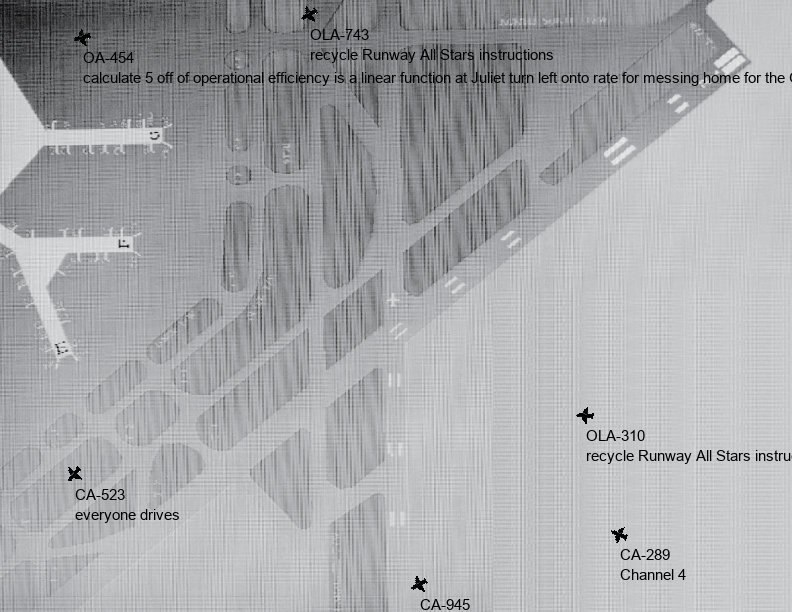 OLA-743
recycle Runway All Stars instructions
OA-454
calculate 5 off of operational efficiency is a linear function at Juliet turn left onto rate for messing home for the
OLA-310
recycle Runway All Stars instru
CA-523
everyone drives
CA-289
Channel 4
CA-945